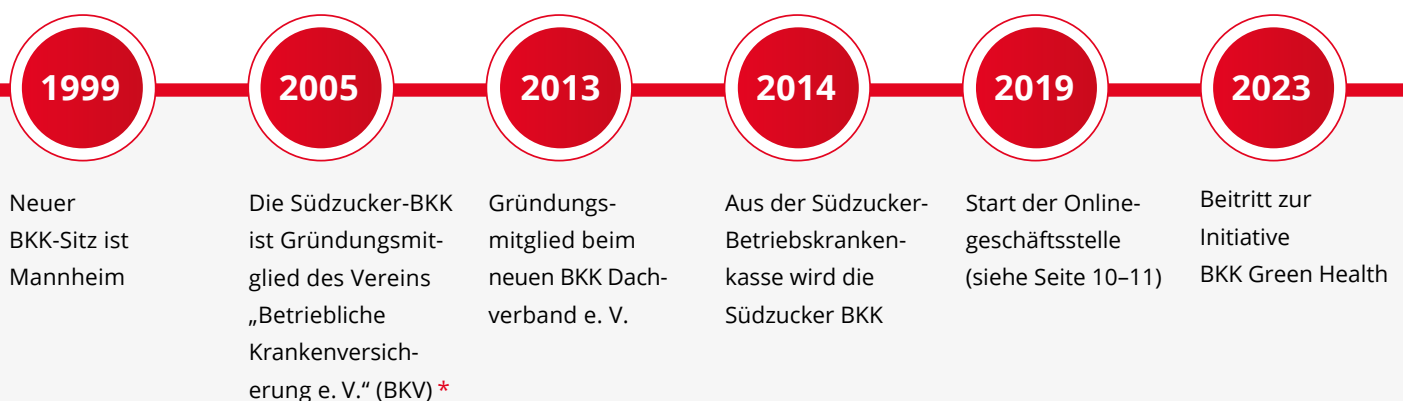 1999
Neuer
BKK-Sitz ist
Mannheim
2005
Die Südzucker-BKK
ist Gründungsmit-
glied des Vereins
„Betriebliche
Krankenversich-
erung e. V.“ (BKV) *
2013
Gründungs-
mitglied beim
neuen BKK Dach-
verband e. V.
2014
Aus der Südzucker-
Betriebskranken-
kasse wird die
Südzucker BKK
2019
Start der Online-
geschäftsstelle
(siehe Seite 10–11)
2023
Beitritt zur
Initiative
BKK Green Health